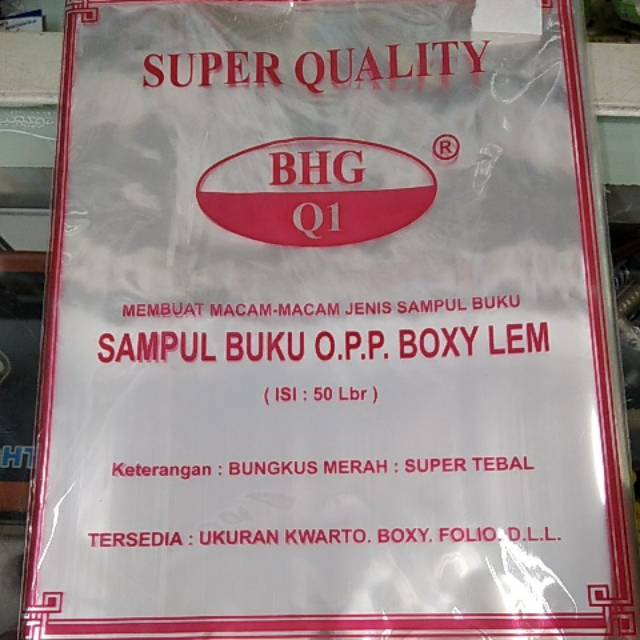 SUPER QUALITY
BHG
®
Q1
MEMBUAT MACAM-MACAM JENIS SAMPUL BUKU
SAMPUL BUKU O.P.P. BOXY LEM
( ISI : 50 Lbr )
Keterangan : BUNGKUS MERAH : SUPER TEBAL
TERSEDIA : UKURAN KWARTO. BOXY. FOLIO. D.L.L.